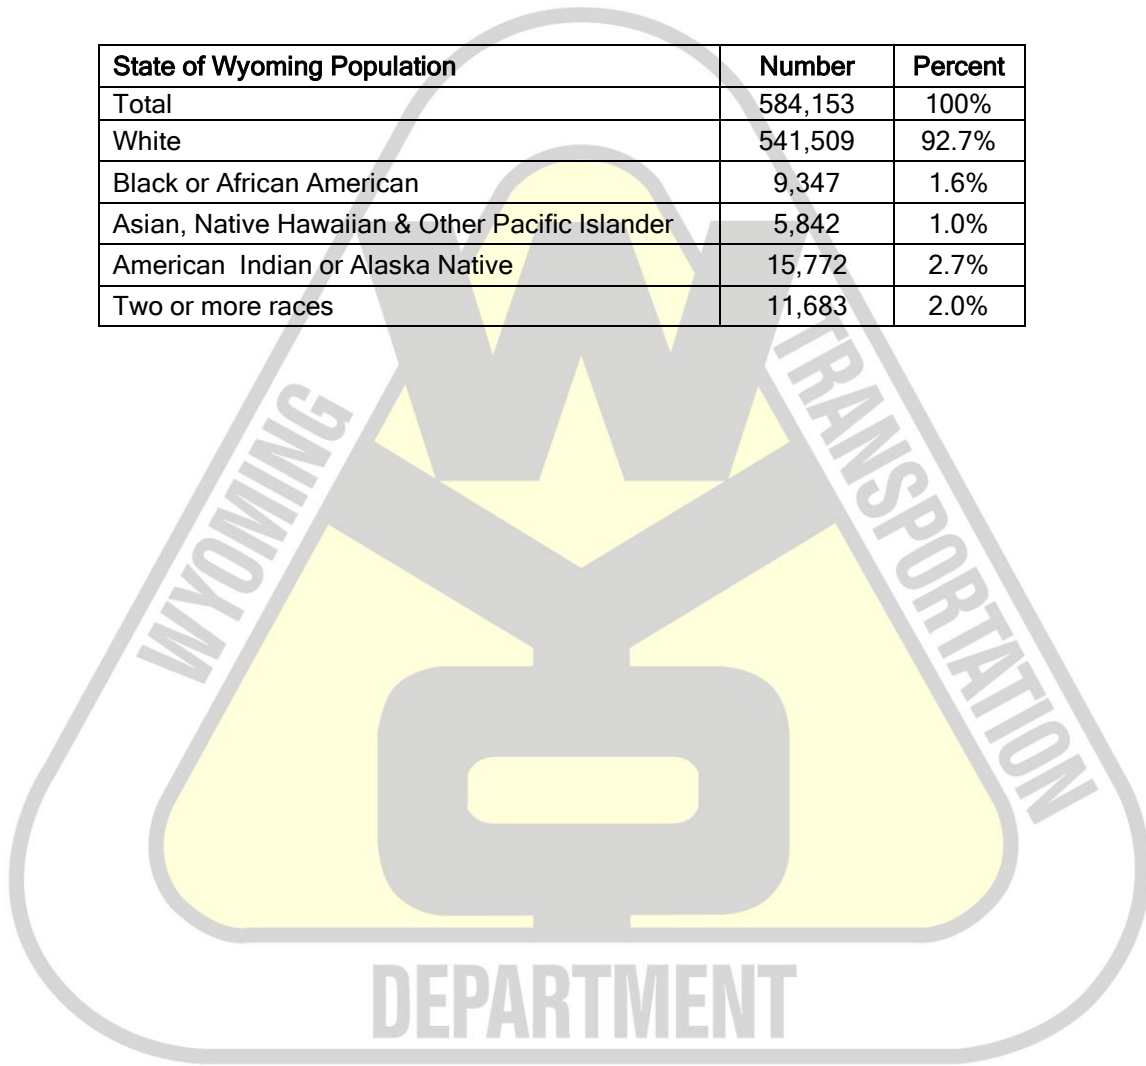 State of Wyoming Population Number Percent
Total 584,153 100%
White 541,509 92.7%
Black or African American 9,347 1.6%
Asian, Native Hawaiian & Other Pacific Islander 5,842 1.0%
American Indian or Alaska Native 15,772 2.7%
Two or more races 11,683 2.0%
WYOMING
TRANSPORTATION
W
Y
D
O
T
DEPARTMENT